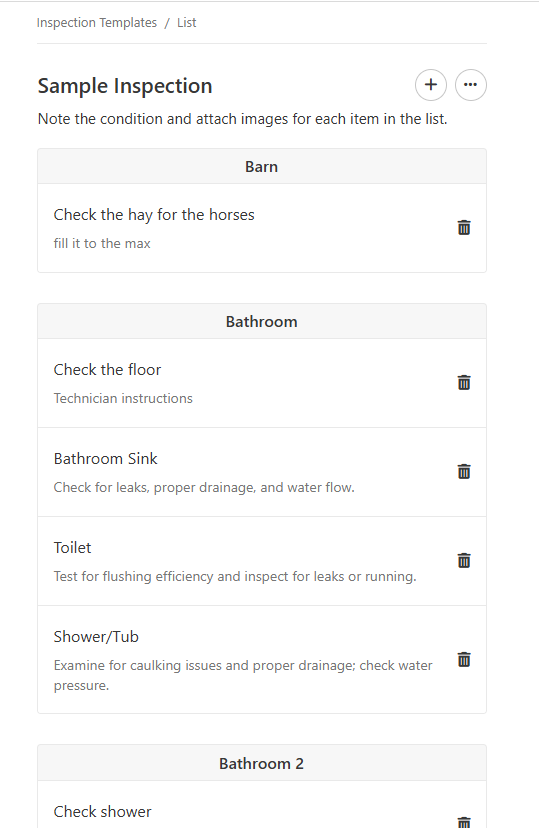 Inspection Templates / List
Sample Inspection
Note the condition and attach images for each item in the list.
Barn
Check the hay for the horses
fill it to the max
Bathroom
Check the floor
Technician instructions
Bathroom Sink
Check for leaks, proper drainage, and water flow.
Toilet
Test for flushing efficiency and inspect for leaks or running.
Shower/Tub
Examine for caulking issues and proper drainage; check water
pressure.
Bathroom 2
Check shower